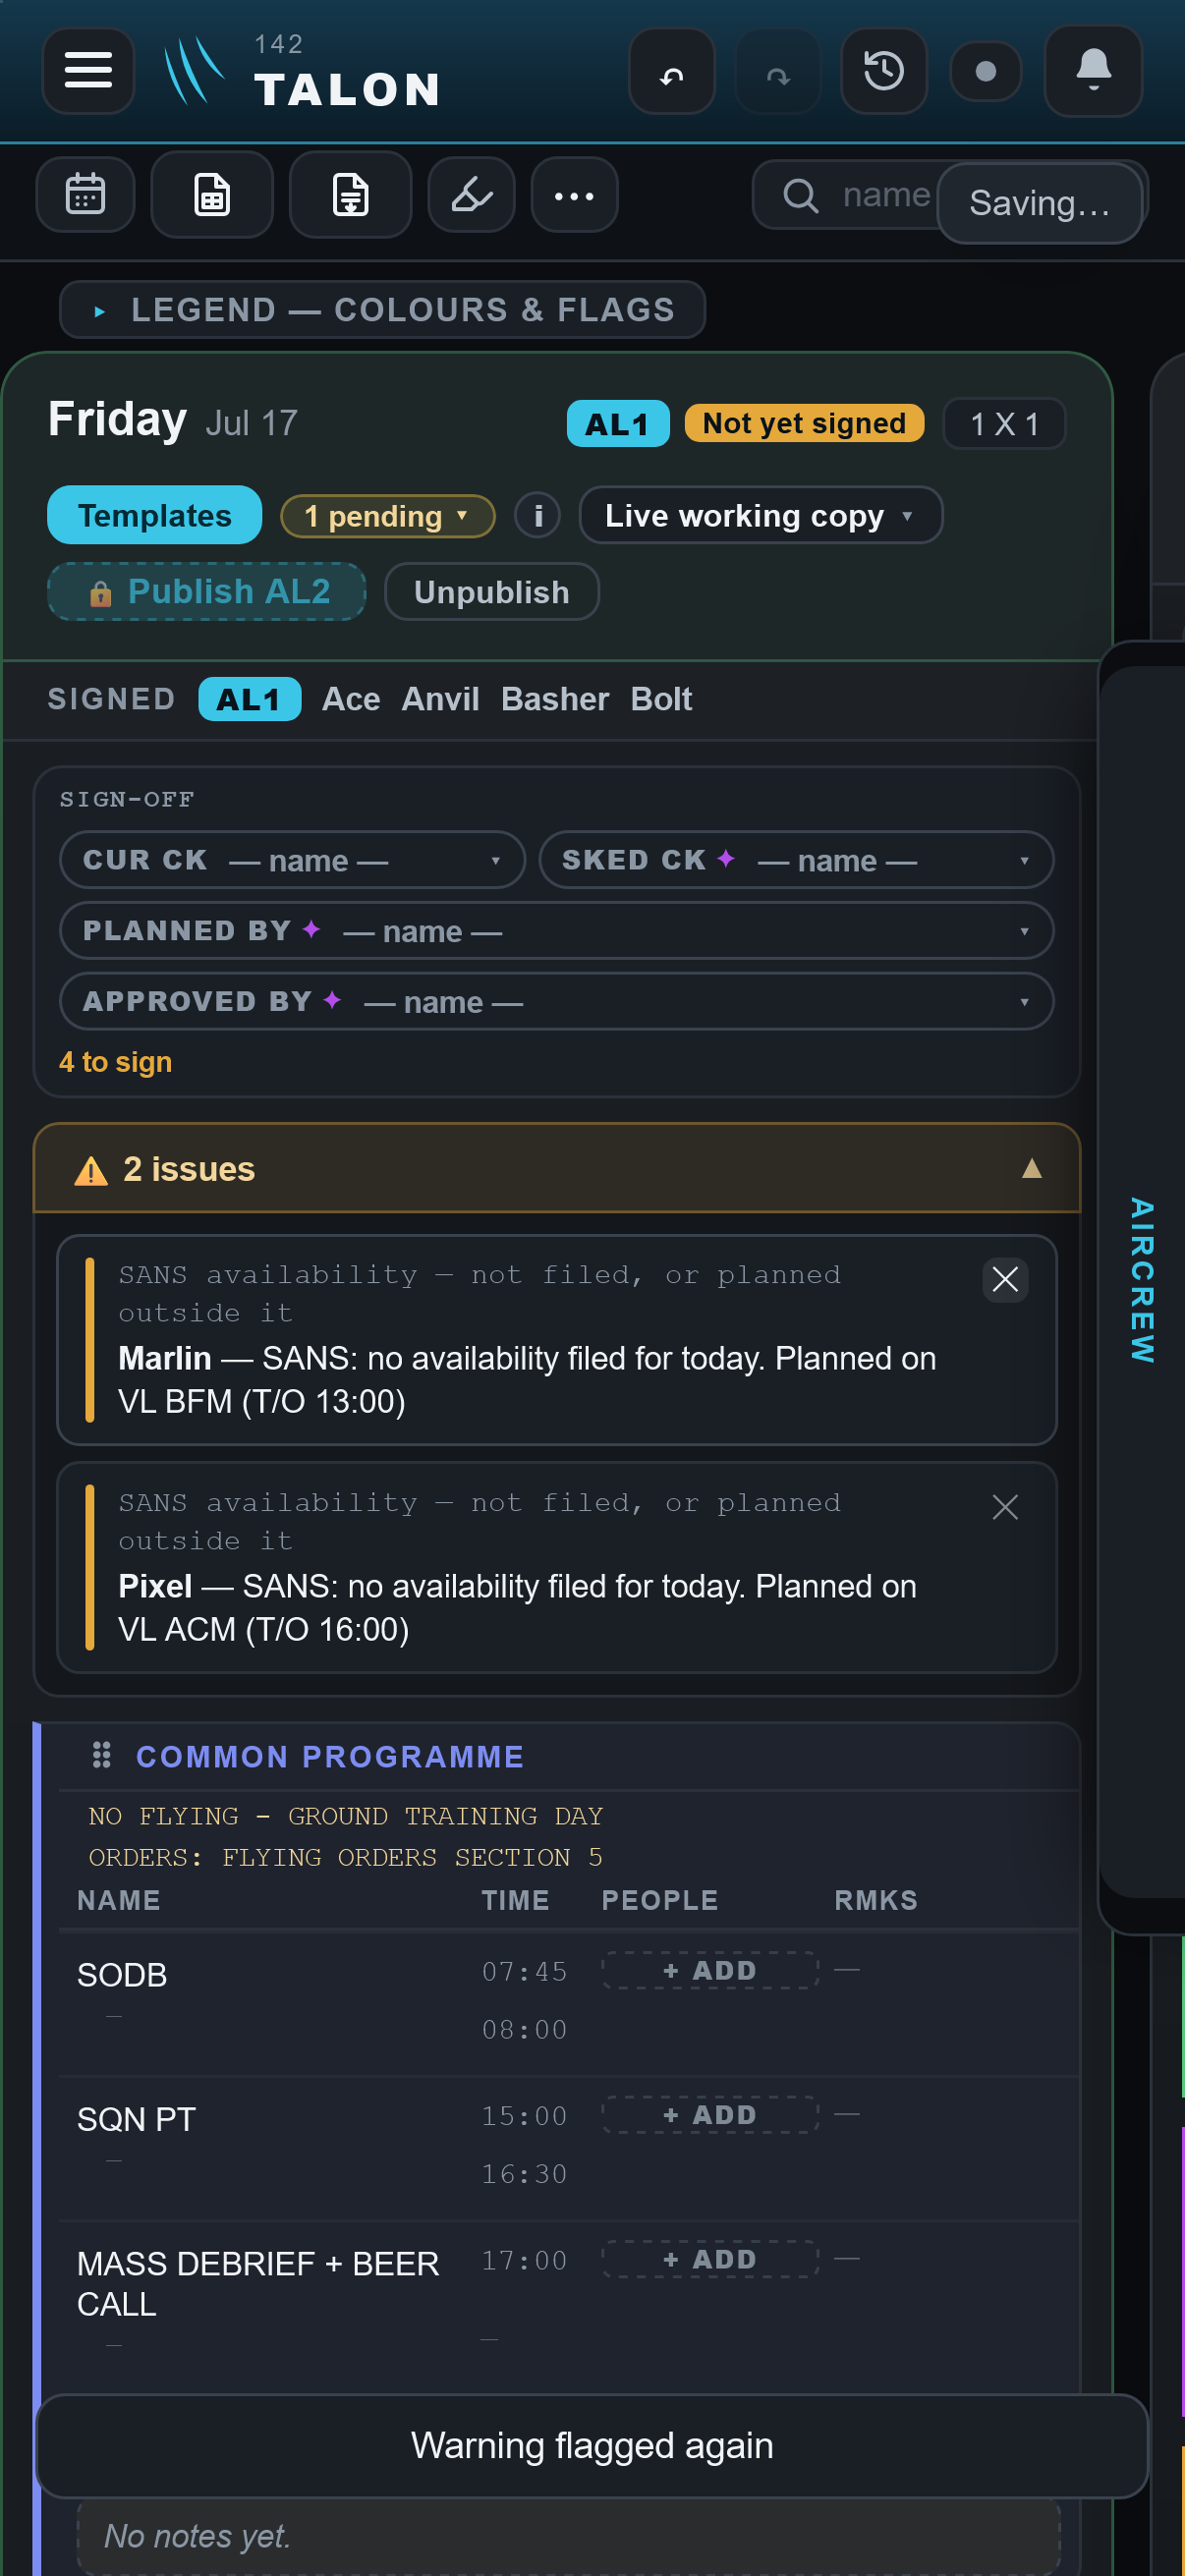 142
TALON
name
Saving...
▸ LEGEND — COLOURS & FLAGS
Friday Jul 17
AL1
Not yet signed
1 X 1
Templates
1 pending ▾
i
Live working copy ▾
Publish AL2
Unpublish
SIGNED AL1 Ace Anvil Basher Bolt
SIGN-OFF
CUR CK — name — ▾
SKED CK ✦ — name — ▾
PLANNED BY ✦ — name — ▾
APPROVED BY ✦ — name — ▾
4 to sign
⚠ 2 issues ▲
SANS availability — not filed, or planned
outside it
Marlin — SANS: no availability filed for today. Planned on
VL BFM (T/O 13:00)
SANS availability — not filed, or planned
outside it
Pixel — SANS: no availability filed for today. Planned on
VL ACM (T/O 16:00)
AIRCREW
COMMON PROGRAMME
NO FLYING - GROUND TRAINING DAY
ORDERS: FLYING ORDERS SECTION 5
NAME TIME PEOPLE RMKS
SODB 07:45 + ADD —
— 08:00
SQN PT 15:00 + ADD —
— 16:30
MASS DEBRIEF + BEER 17:00 + ADD —
CALL
— —
Warning flagged again
No notes yet.